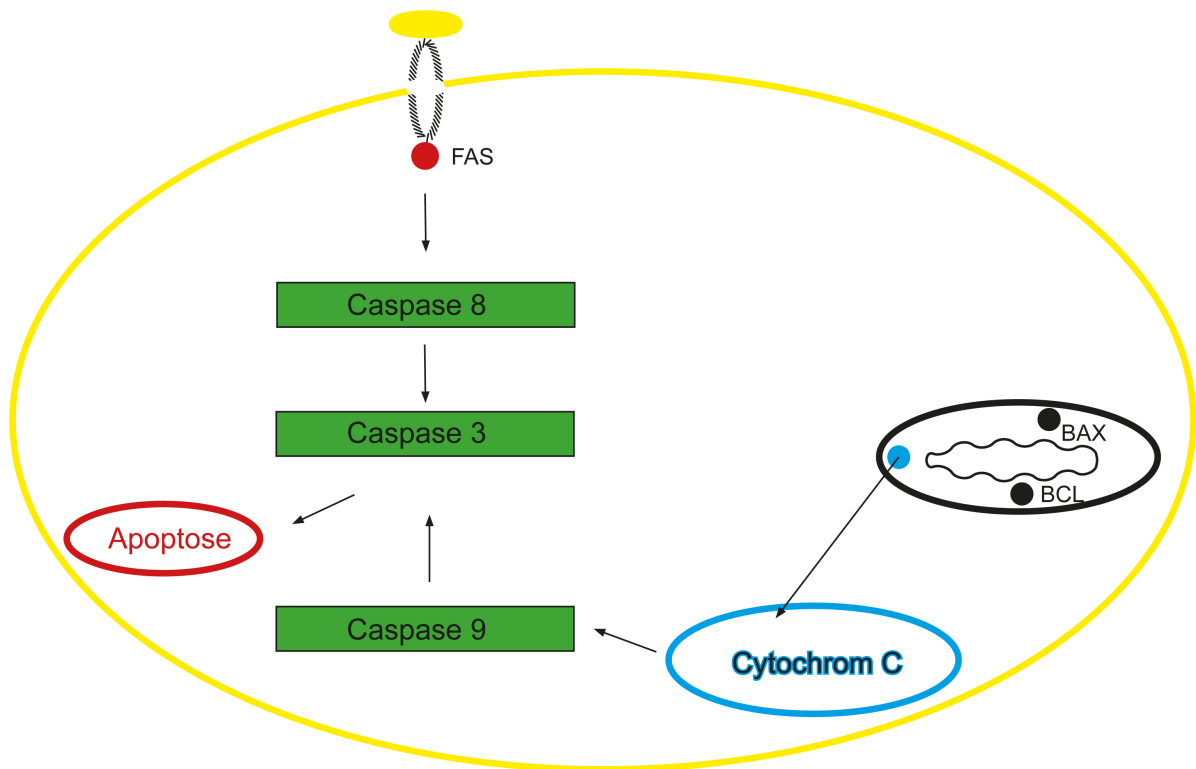 FAS
Caspase 8
Caspase 3
BAX
BCL
Apoptose
Caspase 9
Cytochrom C